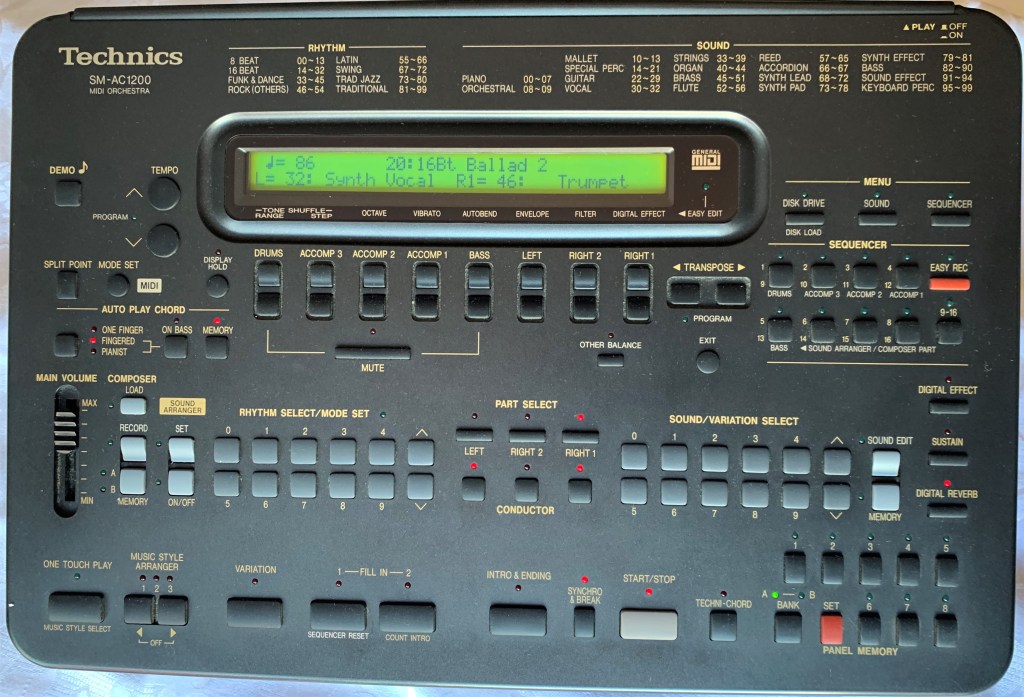 ▲ PLAY ■ OFF
▂ ON
Technics
SM-AC1200
MIDI ORCHESTRA
RHYTHM
8 BEAT 00~13 LATIN 55~66
16 BEAT 14~32 SWING 67~72
FUNK & DANCE 33~45 TRAD JAZZ 73~80
ROCK (OTHERS) 46~54 TRADITIONAL 81~99
SOUND
MALLET 10~13 STRINGS 33~39 REED 57~65 SYNTH EFFECT 79~81
SPECIAL PERC 14~21 ORGAN 40~44 ACCORDION 66~67 BASS 82~90
PIANO 00~07 GUITAR 22~29 BRASS 45~51 SYNTH LEAD 68~72 SOUND EFFECT 91~94
ORCHESTRAL 08~09 VOCAL 30~32 FLUTE 52~56 SYNTH PAD 73~78 KEYBOARD PERC 95~99
♩= 86 20:16Bt Ballad 2
L= 32: Synth Vocal R1= 46: Trumpet
GENERAL
MIDI
TONE SHUFFLE
RANGE STEP OCTAVE VIBRATO AUTOBEND ENVELOPE FILTER DIGITAL EFFECT ◀ EASY EDIT
DEMO ♪
TEMPO
PROGRAM
MENU
DISK DRIVE SOUND SEQUENCER
DISK LOAD
SPLIT POINT MODE SET
MIDI
DISPLAY
HOLD
DRUMS ACCOMP 3 ACCOMP 2 ACCOMP 1 BASS LEFT RIGHT 2 RIGHT 1
◀ TRANSPOSE ▶
PROGRAM
SEQUENCER
1 2 3 4 EASY REC
9 10 11 12
DRUMS ACCOMP 3 ACCOMP 2 ACCOMP 1
9-16
5 6 7 8
13 14 15 16
BASS ◀ SOUND ARRANGER / COMPOSER PART
AUTO PLAY CHORD
ONE FINGER
FINGERED
PIANIST
ON BASS MEMORY
MUTE
OTHER BALANCE
EXIT
MAIN VOLUME
MAX
MIN
COMPOSER
LOAD
RECORD
A
B
MEMORY
SOUND
ARRANGER
SET
ON/OFF
RHYTHM SELECT/MODE SET
0 1 2 3 4
5 6 7 8 9
PART SELECT
LEFT RIGHT 2 RIGHT 1
CONDUCTOR
SOUND/VARIATION SELECT
0 1 2 3 4
5 6 7 8 9
SOUND EDIT
MEMORY
DIGITAL EFFECT
SUSTAIN
DIGITAL REVERB
ONE TOUCH PLAY
MUSIC STYLE SELECT
MUSIC STYLE
ARRANGER
1 2 3
OFF
VARIATION
1 FILL IN 2
SEQUENCER RESET
COUNT INTRO
INTRO & ENDING
SYNCHRO
& BREAK
START/STOP
TECHNI-CHORD
1 2 3 4 5
A B
BANK SET 6 7 8
PANEL MEMORY